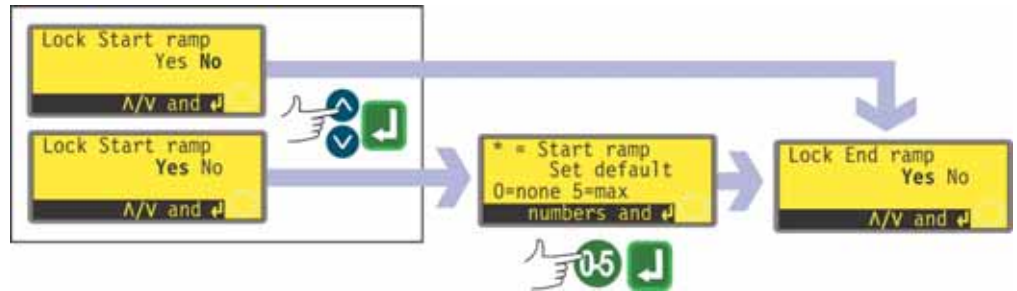 Lock Start ramp
Yes No
∧/∨ and ↵
Lock Start ramp
Yes No
∧/∨ and ↵
* = Start ramp
Set default
0=none 5=max
numbers and ↵
0-5
Lock End ramp
Yes No
∧/∨ and ↵